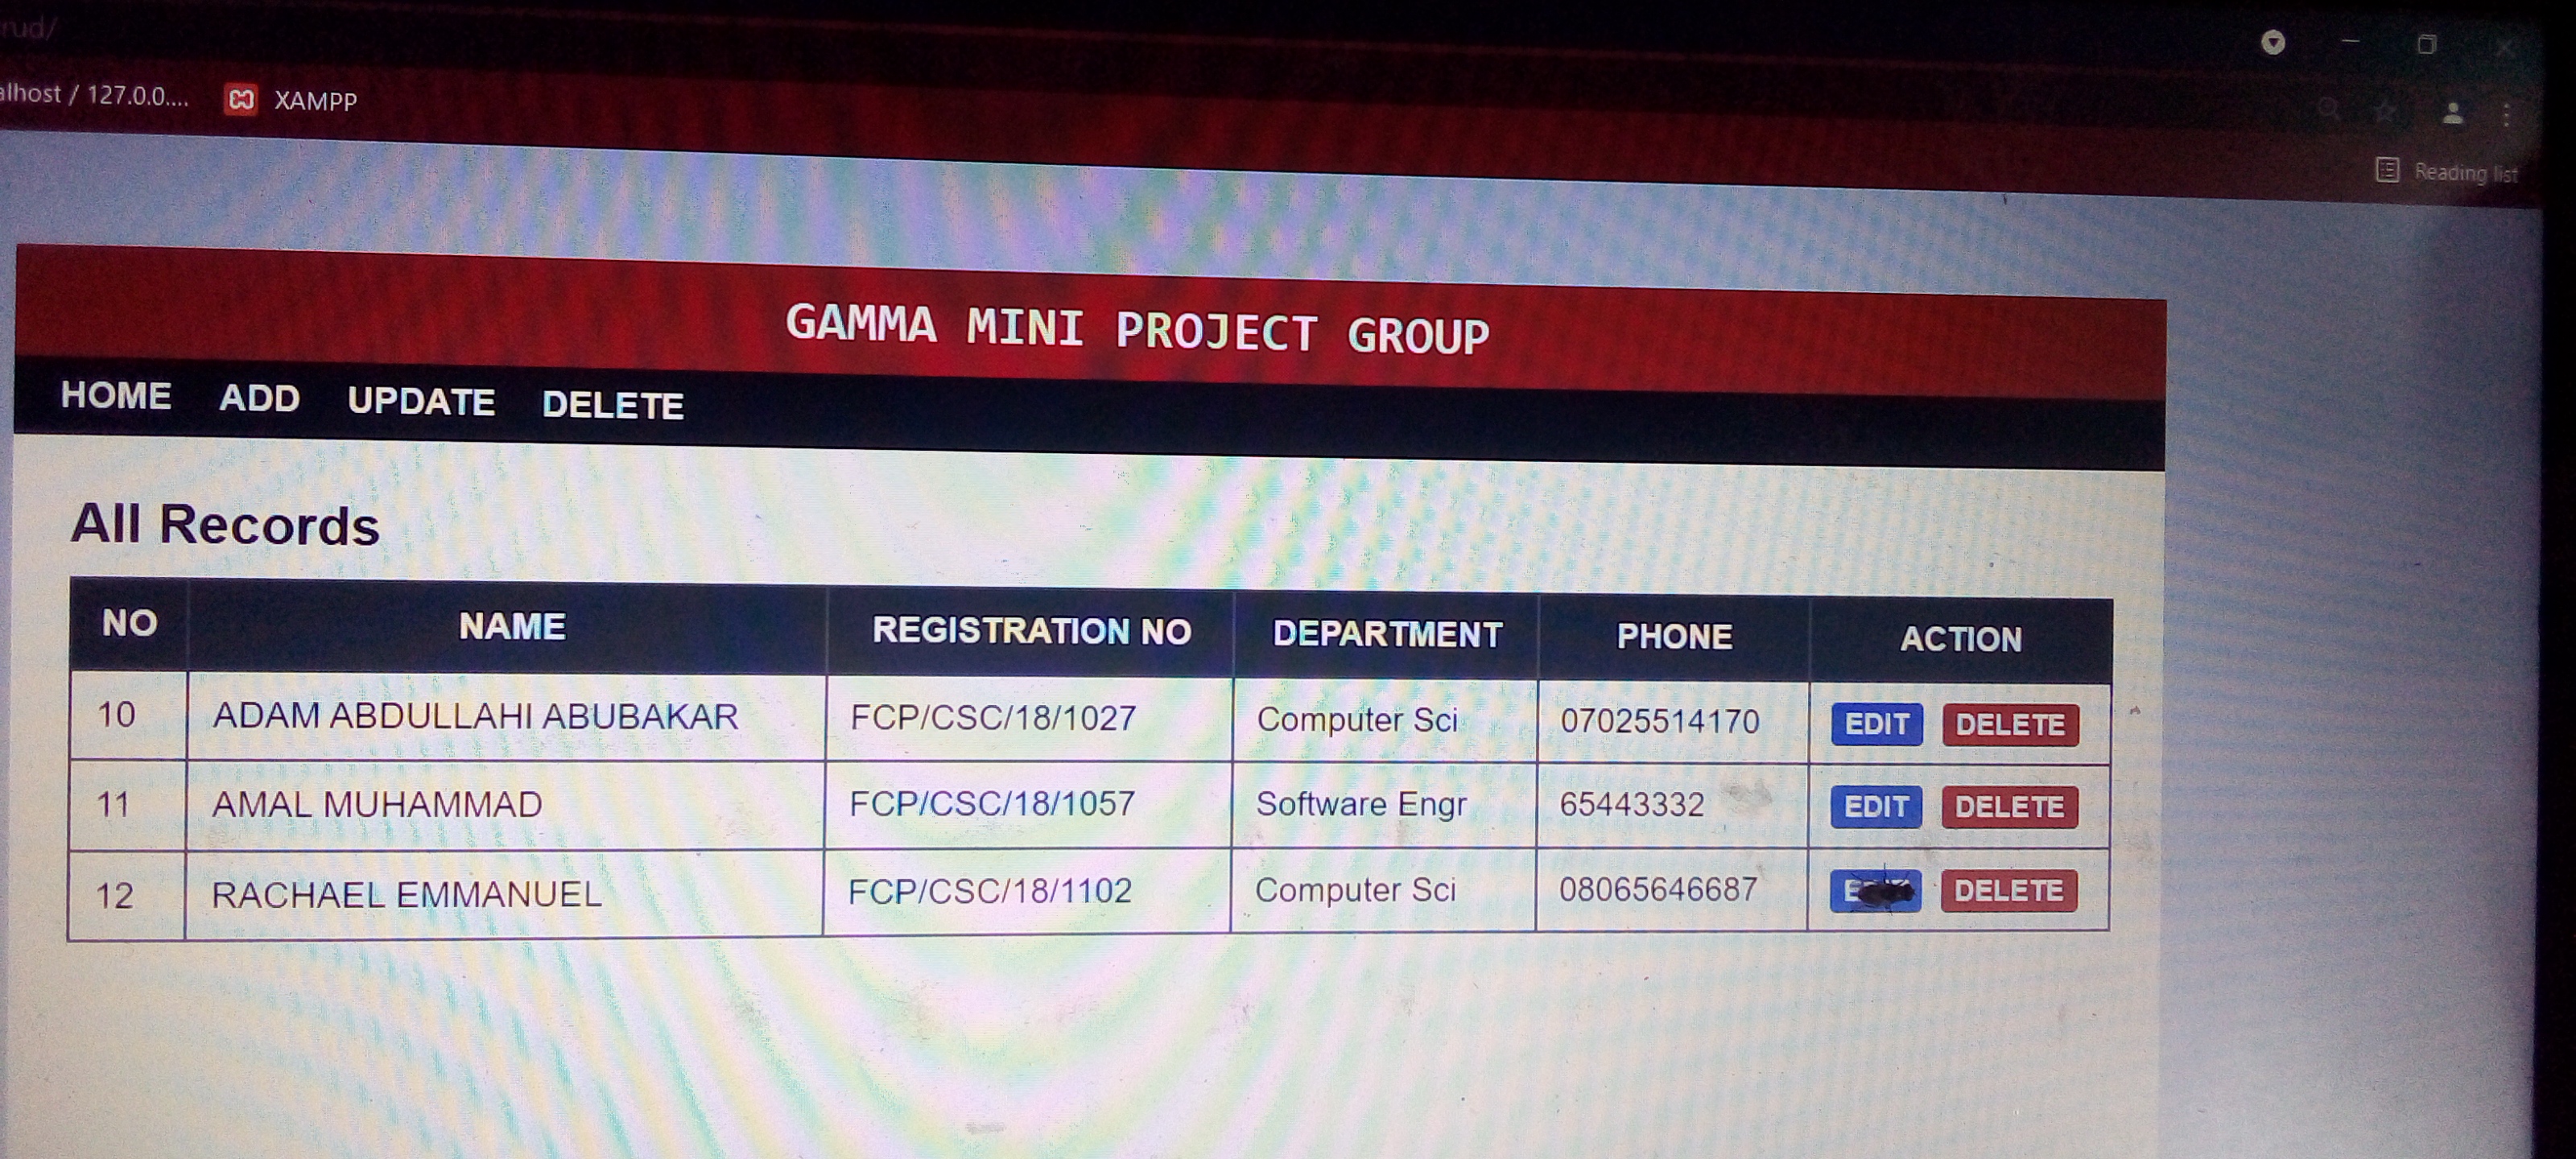 rud/
alhost / 127.0.0.... XAMPP
Reading list
GAMMA MINI PROJECT GROUP
HOME ADD UPDATE DELETE
All Records
NO NAME REGISTRATION NO DEPARTMENT PHONE ACTION
10 ADAM ABDULLAHI ABUBAKAR FCP/CSC/18/1027 Computer Sci 07025514170 EDIT DELETE
11 AMAL MUHAMMAD FCP/CSC/18/1057 Software Engr 65443332 EDIT DELETE
12 RACHAEL EMMANUEL FCP/CSC/18/1102 Computer Sci 08065646687 DELETE